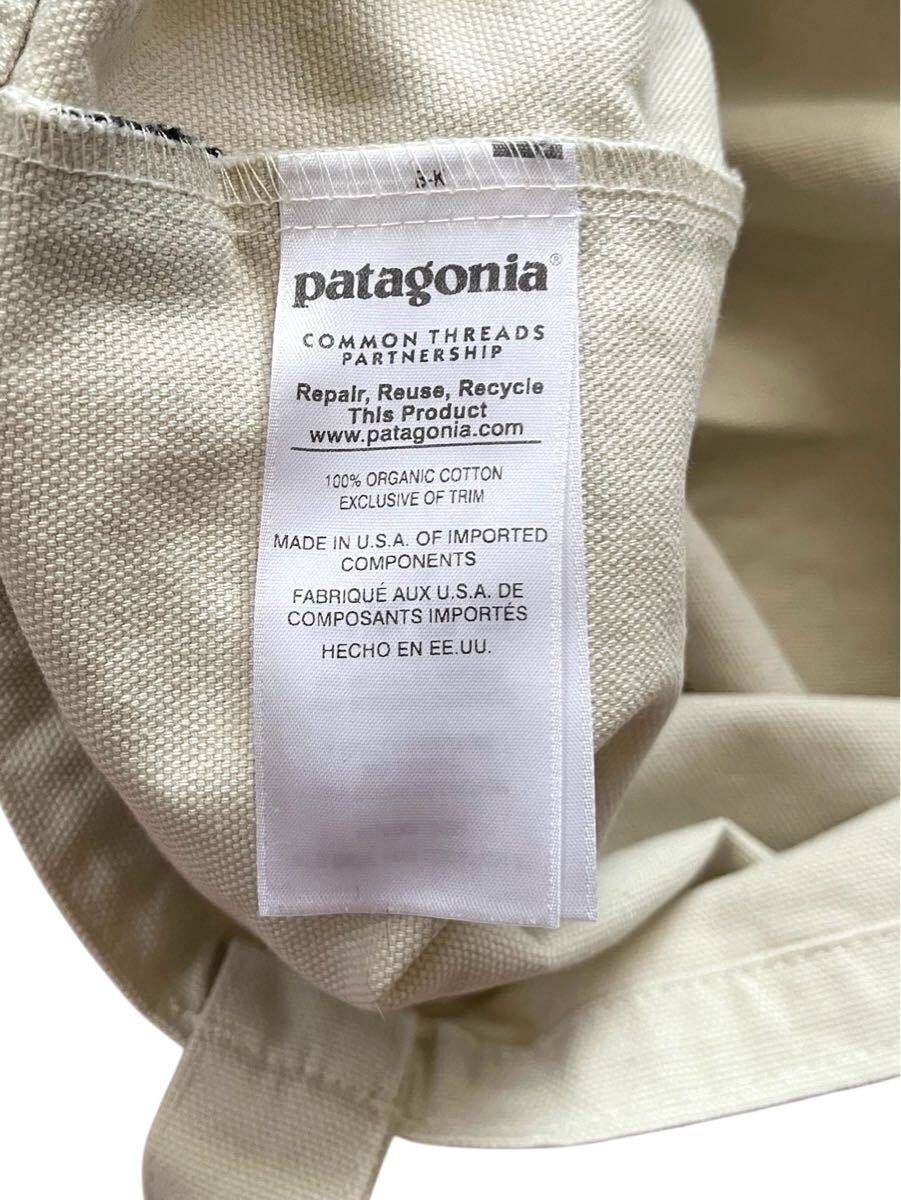 B-K
patagonia®
COMMON THREADS
PARTNERSHIP
Repair, Reuse, Recycle
This Product
www.patagonia.com
100% ORGANIC COTTON
EXCLUSIVE OF TRIM
MADE IN U.S.A. OF IMPORTED
COMPONENTS
FABRIQUÉ AUX U.S.A. DE
COMPOSANTS IMPORTÉS
HECHO EN EE.UU.